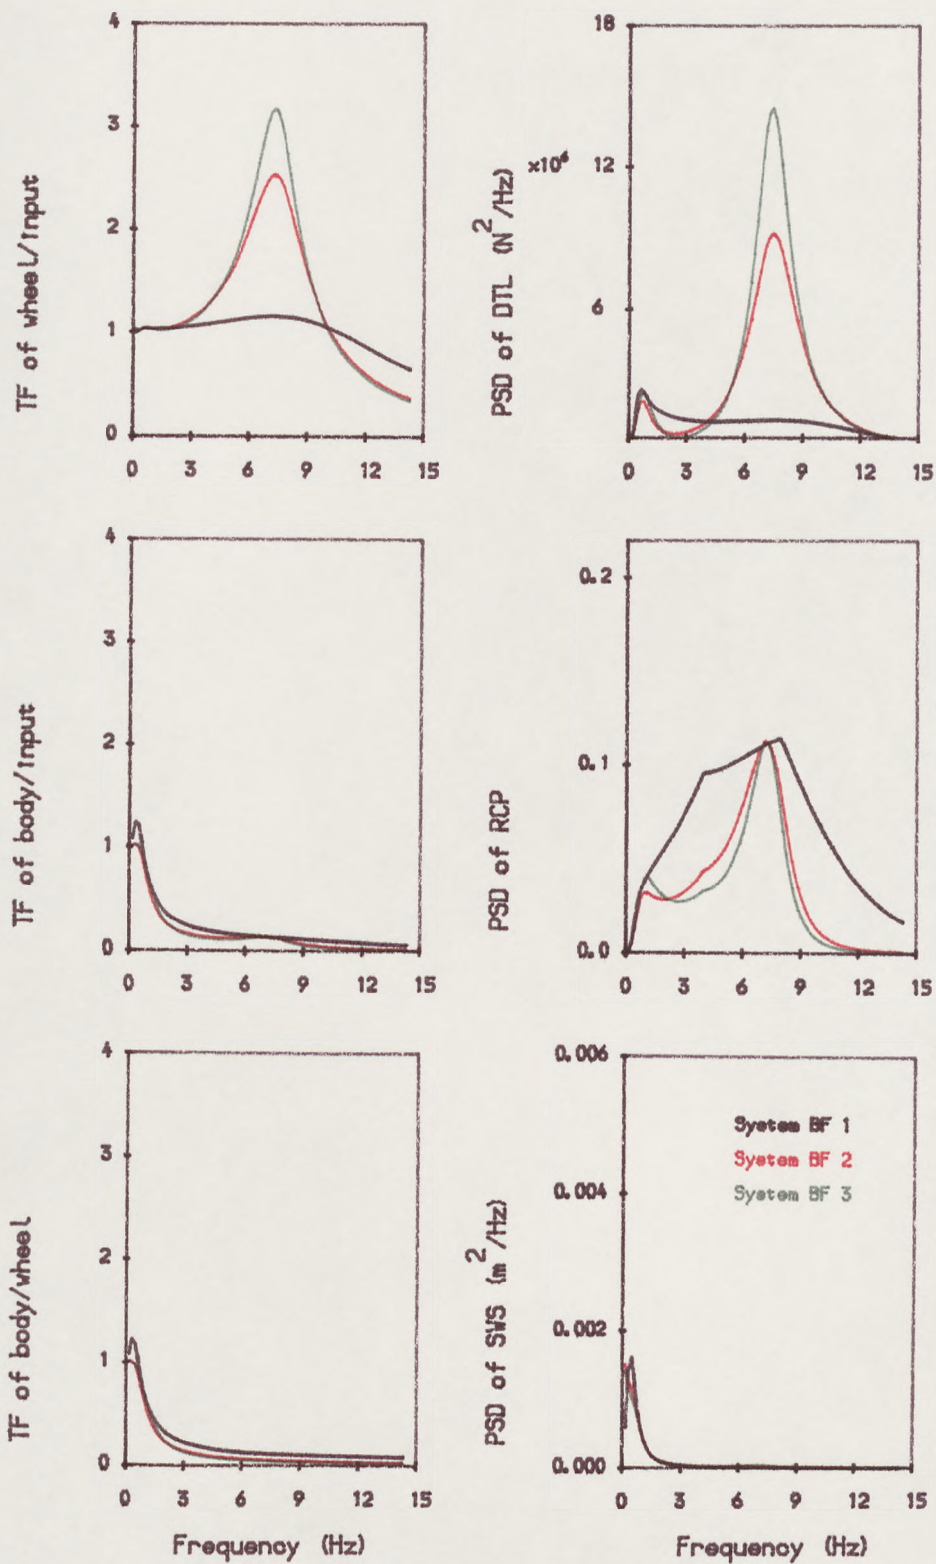 TF of wheel/input
4
3
2
1
0
0 3 6 9 12 15
PSD of DTL (N²/Hz)
×10⁶
18
12
6
0 3 6 9 12 15
TF of body/input
4
3
2
1
0
0 3 6 9 12 15
PSD of RCP
0.2
0.1
0.0
0 3 6 9 12 15
TF of body/wheel
4
3
2
1
0
0 3 6 9 12 15
Frequency (Hz)
PSD of SWS (m²/Hz)
0.006
0.004
0.002
0.000
System BF 1
System BF 2
System BF 3
0 3 6 9 12 15
Frequency (Hz)